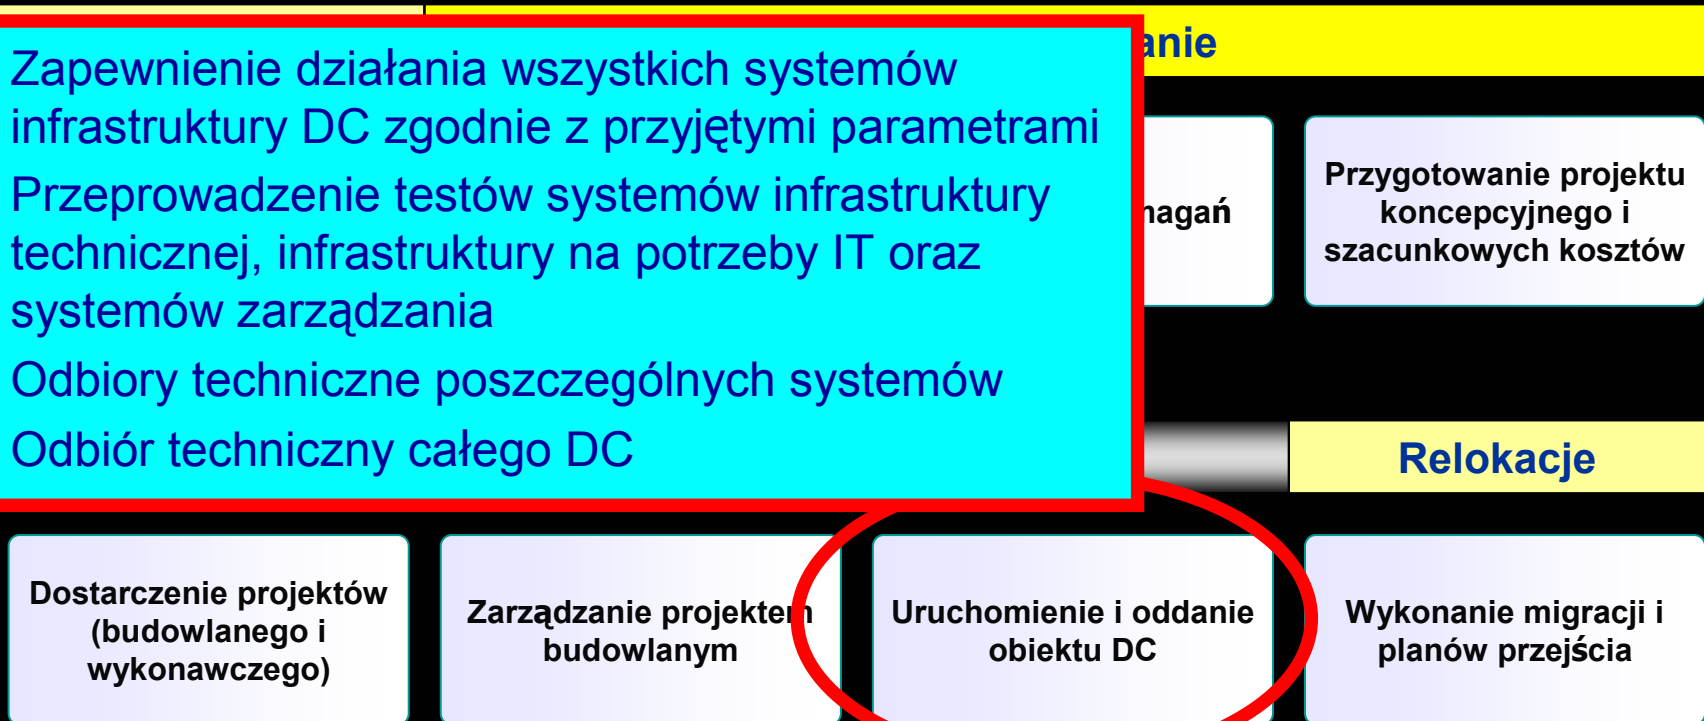 Zapewnienie działania wszystkich systemów
infrastruktury DC zgodnie z przyjętymi parametrami
Przeprowadzenie testów systemów infrastruktury
technicznej, infrastruktury na potrzeby IT oraz
systemów zarządzania
Odbiory techniczne poszczególnych systemów
Odbiór techniczny całego DC
Przygotowanie projektu
koncepcyjnego i
szacunkowych kosztów
Relokacje
Dostarczenie projektów
(budowlanego i
wykonawczego)
Zarządzanie projektem
budowlanym
Uruchomienie i oddanie
obiektu DC
Wykonanie migracji i
planów przejścia